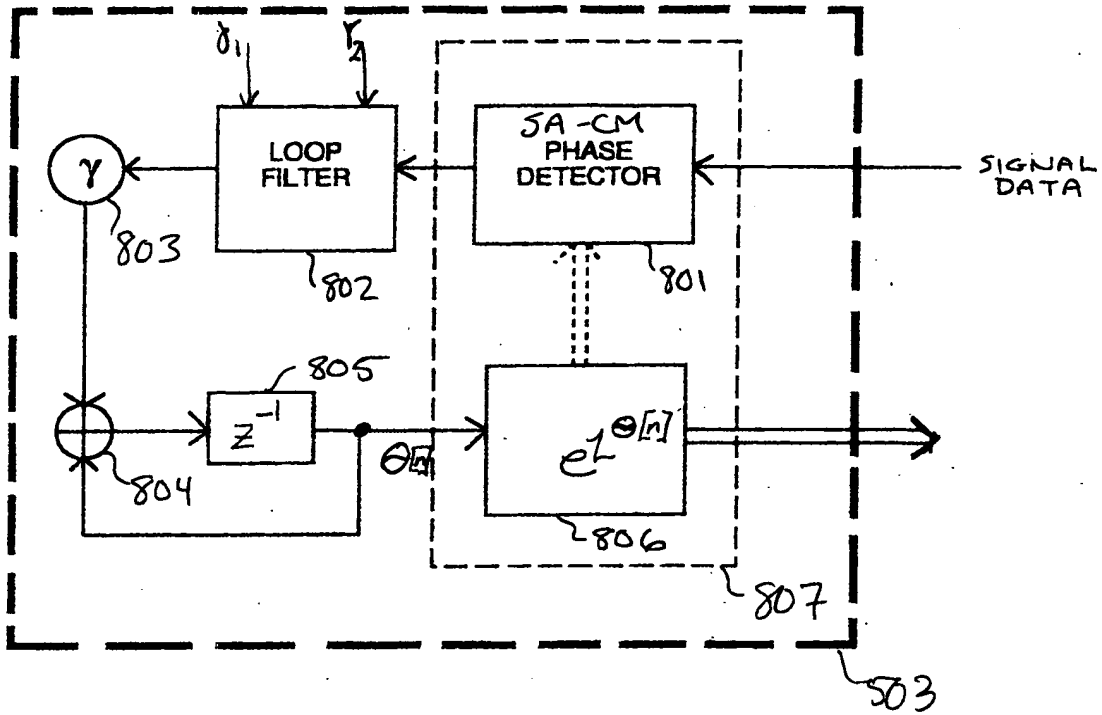 γ₁ γ₂
SA-CM
PHASE
DETECTOR
LOOP
FILTER
γ
SIGNAL
DATA
803
802
801
805
z⁻¹
Θ[n]
804
806
807
503